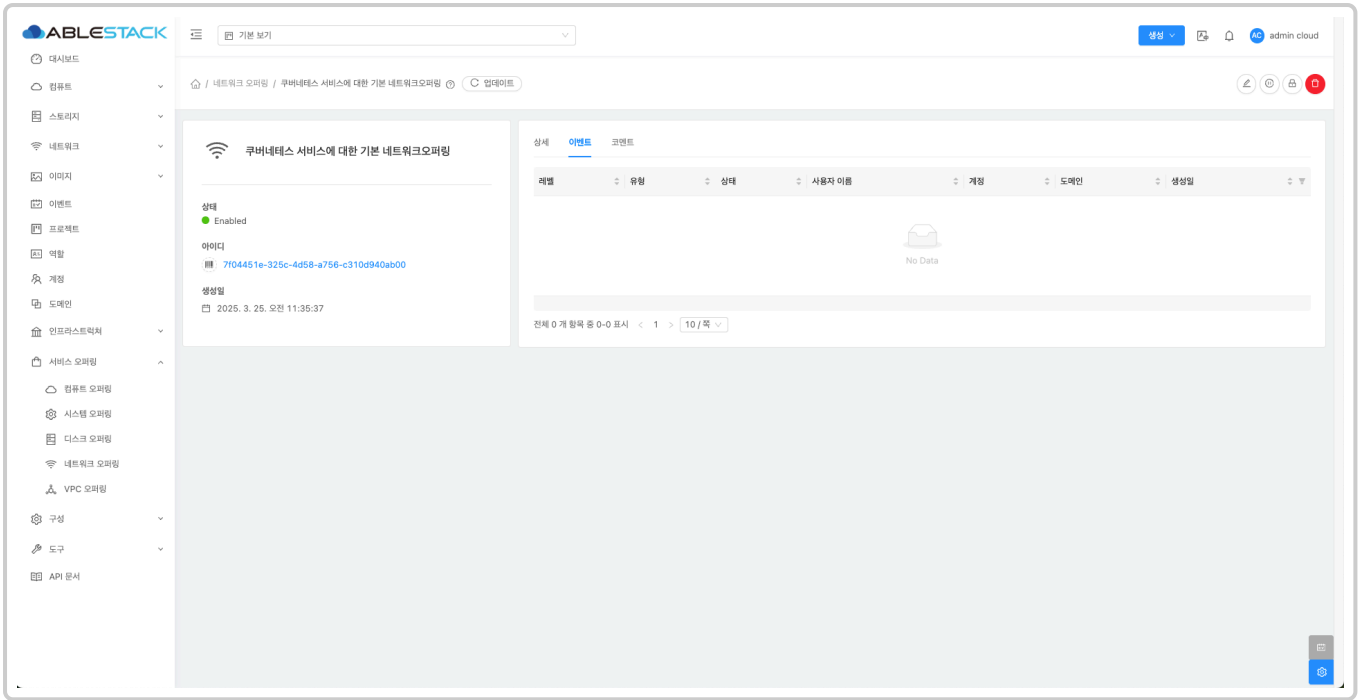 ABLESTACK
기본 보기
생성
AC admin cloud
대시보드
컴퓨트
스토리지
네트워크
이미지
이벤트
프로젝트
역할
계정
도메인
인프라스트럭쳐
서비스 오퍼링
컴퓨트 오퍼링
시스템 오퍼링
디스크 오퍼링
네트워크 오퍼링
VPC 오퍼링
구성
도구
API 문서
/ 네트워크 오퍼링 / 쿠버네테스 서비스에 대한 기본 네트워크오퍼링 업데이트
쿠버네테스 서비스에 대한 기본 네트워크오퍼링
상태
Enabled
아이디
7f04451e-325c-4d58-a756-c310d940ab00
생성일
2025. 3. 25. 오전 11:35:37
상세 이벤트 코멘트
레벨 유형 상태 사용자 이름 계정 도메인 생성일
No Data
전체 0 개 항목 중 0-0 표시 < 1 > 10 / 쪽